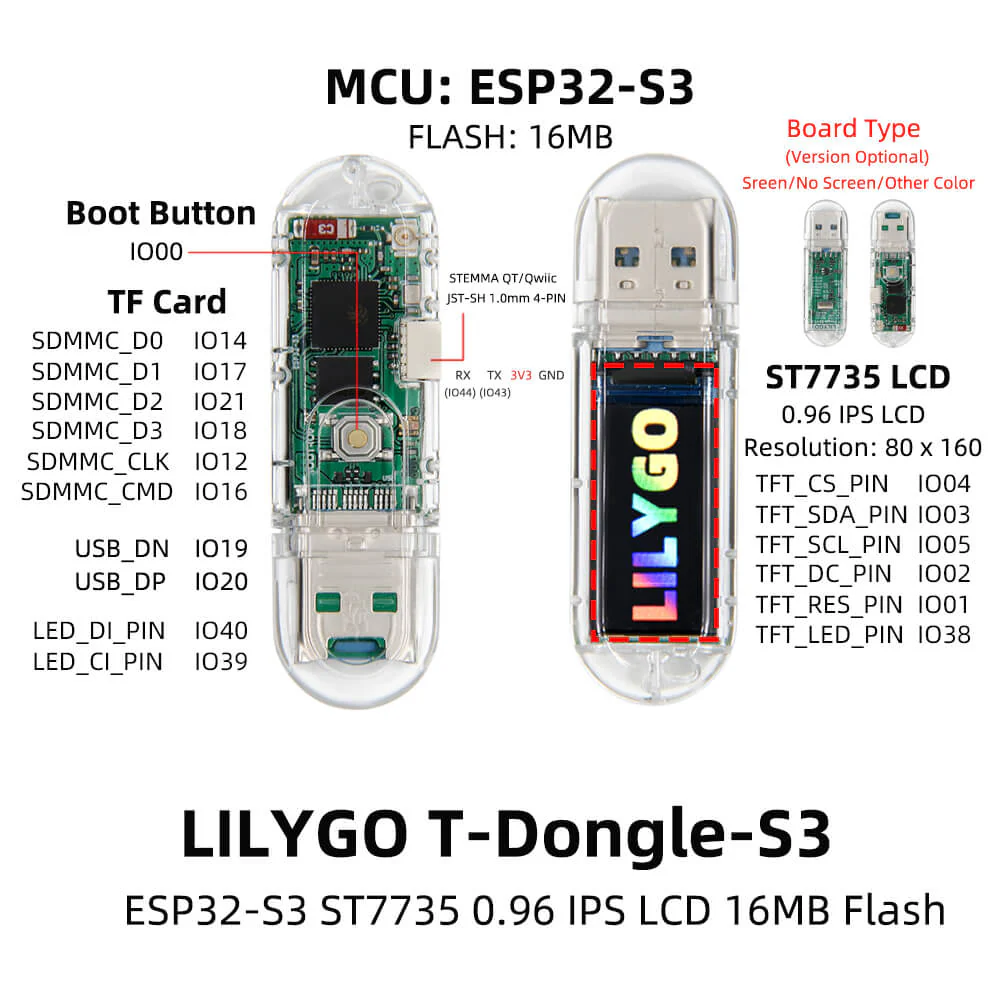 MCU: ESP32-S3
FLASH: 16MB
Board Type
(Version Optional)
Sreen/No Screen/Other Color
Boot Button
IO00
C3
STEMMA QT/Qwiic
JST-SH 1.0mm 4-PIN
TF Card
SDMMC_D0 IO14
SDMMC_D1 IO17
SDMMC_D2 IO21
SDMMC_D3 IO18
SDMMC_CLK IO12
SDMMC_CMD IO16
USB_DN IO19
USB_DP IO20
LED_DI_PIN IO40
LED_CI_PIN IO39
RX TX 3V3 GND
(IO44) (IO43)
LILYGO
ST7735 LCD
0.96 IPS LCD
Resolution: 80 x 160
TFT_CS_PIN IO04
TFT_SDA_PIN IO03
TFT_SCL_PIN IO05
TFT_DC_PIN IO02
TFT_RES_PIN IO01
TFT_LED_PIN IO38
LILYGO T-Dongle-S3
ESP32-S3 ST7735 0.96 IPS LCD 16MB Flash